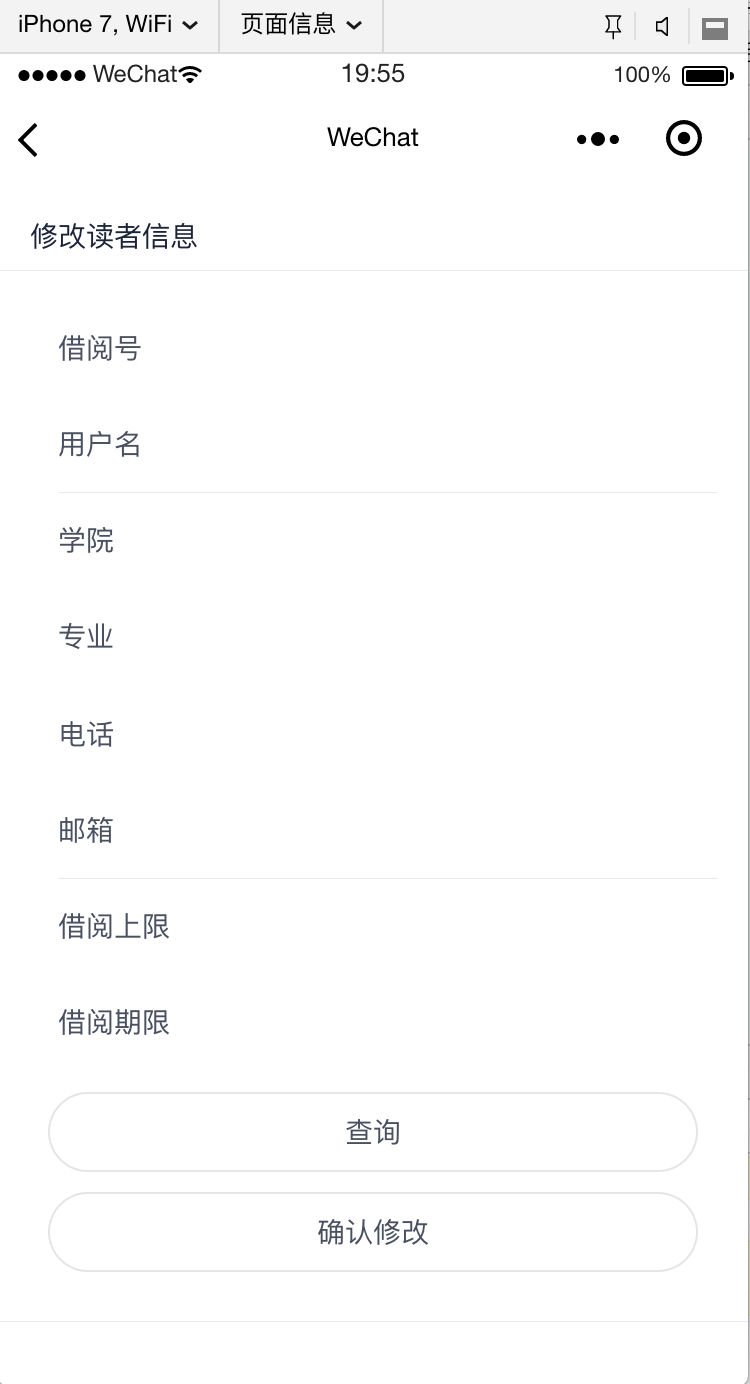 iPhone 7, WiFi 页面信息
WeChat 19:55 100%
WeChat
修改读者信息
借阅号
用户名
学院
专业
电话
邮箱
借阅上限
借阅期限
查询
确认修改